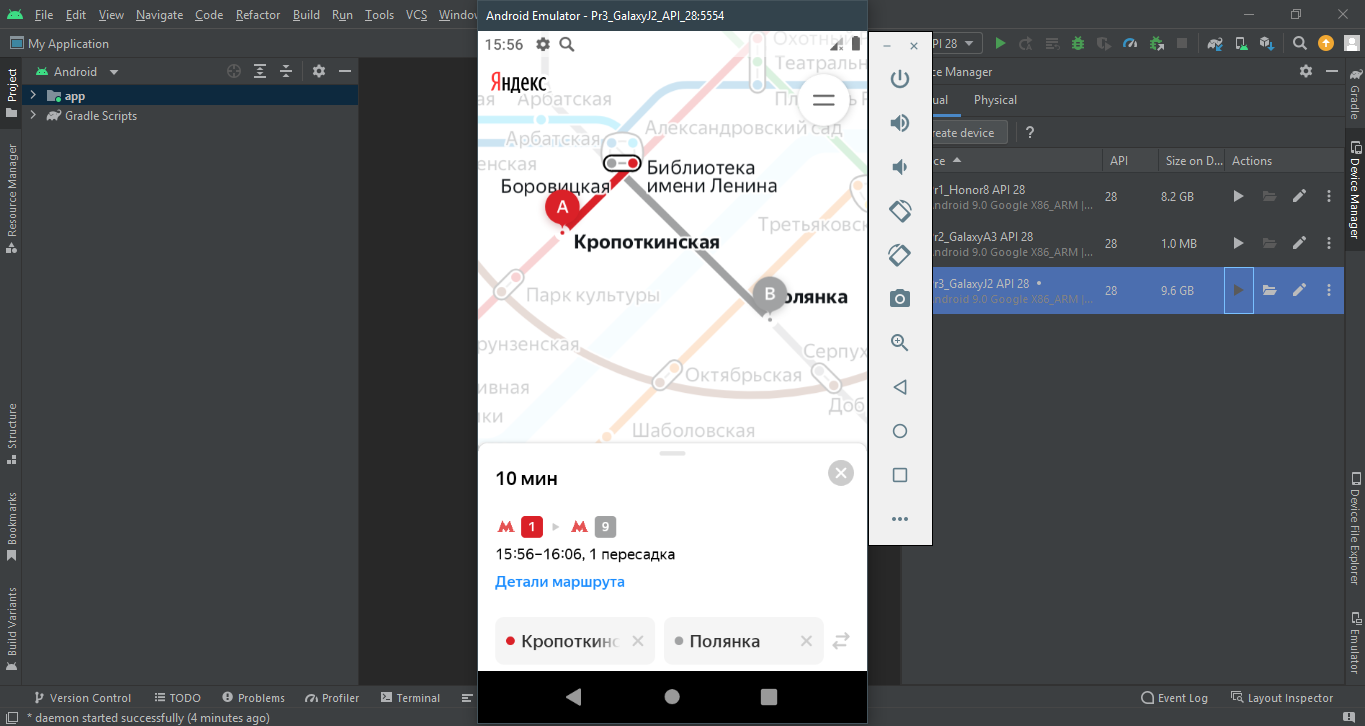 File Edit View Navigate Code Refactor Build Run Tools VCS Window
Android Emulator - Pr3_GalaxyJ2_API_28:5554
My Application
PI 28
Android
app
Gradle Scripts
Project
Resource Manager
Structure
Bookmarks
Build Variants
15:56
Яндекс
Охотный
Театральн
Арбатская
Арбатская
Александровский сад
енская
Библиотека
имени Ленина
Боровицкая
A
Кропоткинская
Третьяковск
Парк культуры
B
олянка
рунзенская
Серпух
Октябрьская
ивная
ки
Доб
Шаболовская
10 мин
1 9
15:56–16:06, 1 пересадка
Детали маршрута
Кропоткинс
Полянка
ce Manager
ual Physical
reate device ?
ce API Size on D... Actions
r1_Honor8 API 28
ndroid 9.0 Google X86_ARM |...
28 8.2 GB
r2_GalaxyA3 API 28
ndroid 9.0 Google X86_ARM |...
28 1.0 MB
r3_GalaxyJ2 API 28
ndroid 9.0 Google X86_ARM |...
28 9.6 GB
Gradle
Device Manager
Device File Explorer
Emulator
Version Control TODO Problems Profiler Terminal
Event Log Layout Inspector
* daemon started successfully (4 minutes ago)